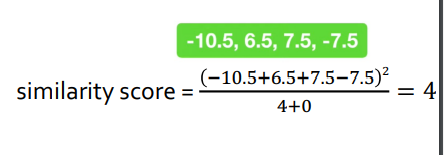 -10.5, 6.5, 7.5, -7.5
similarity score = (−10.5+6.5+7.5−7.5)² / 4+0 = 4